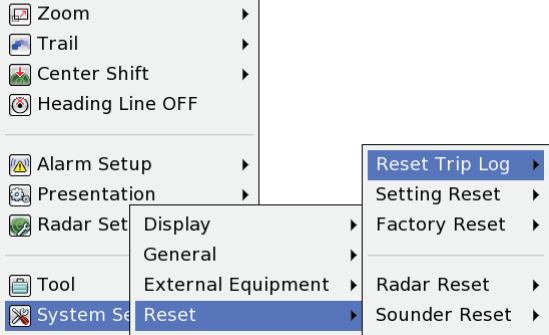 Zoom
Trail
Center Shift
Heading Line OFF
Alarm Setup
Presentation
Radar Set
Tool
System Se
Display
General
External Equipment
Reset
Reset Trip Log
Setting Reset
Factory Reset
Radar Reset
Sounder Reset